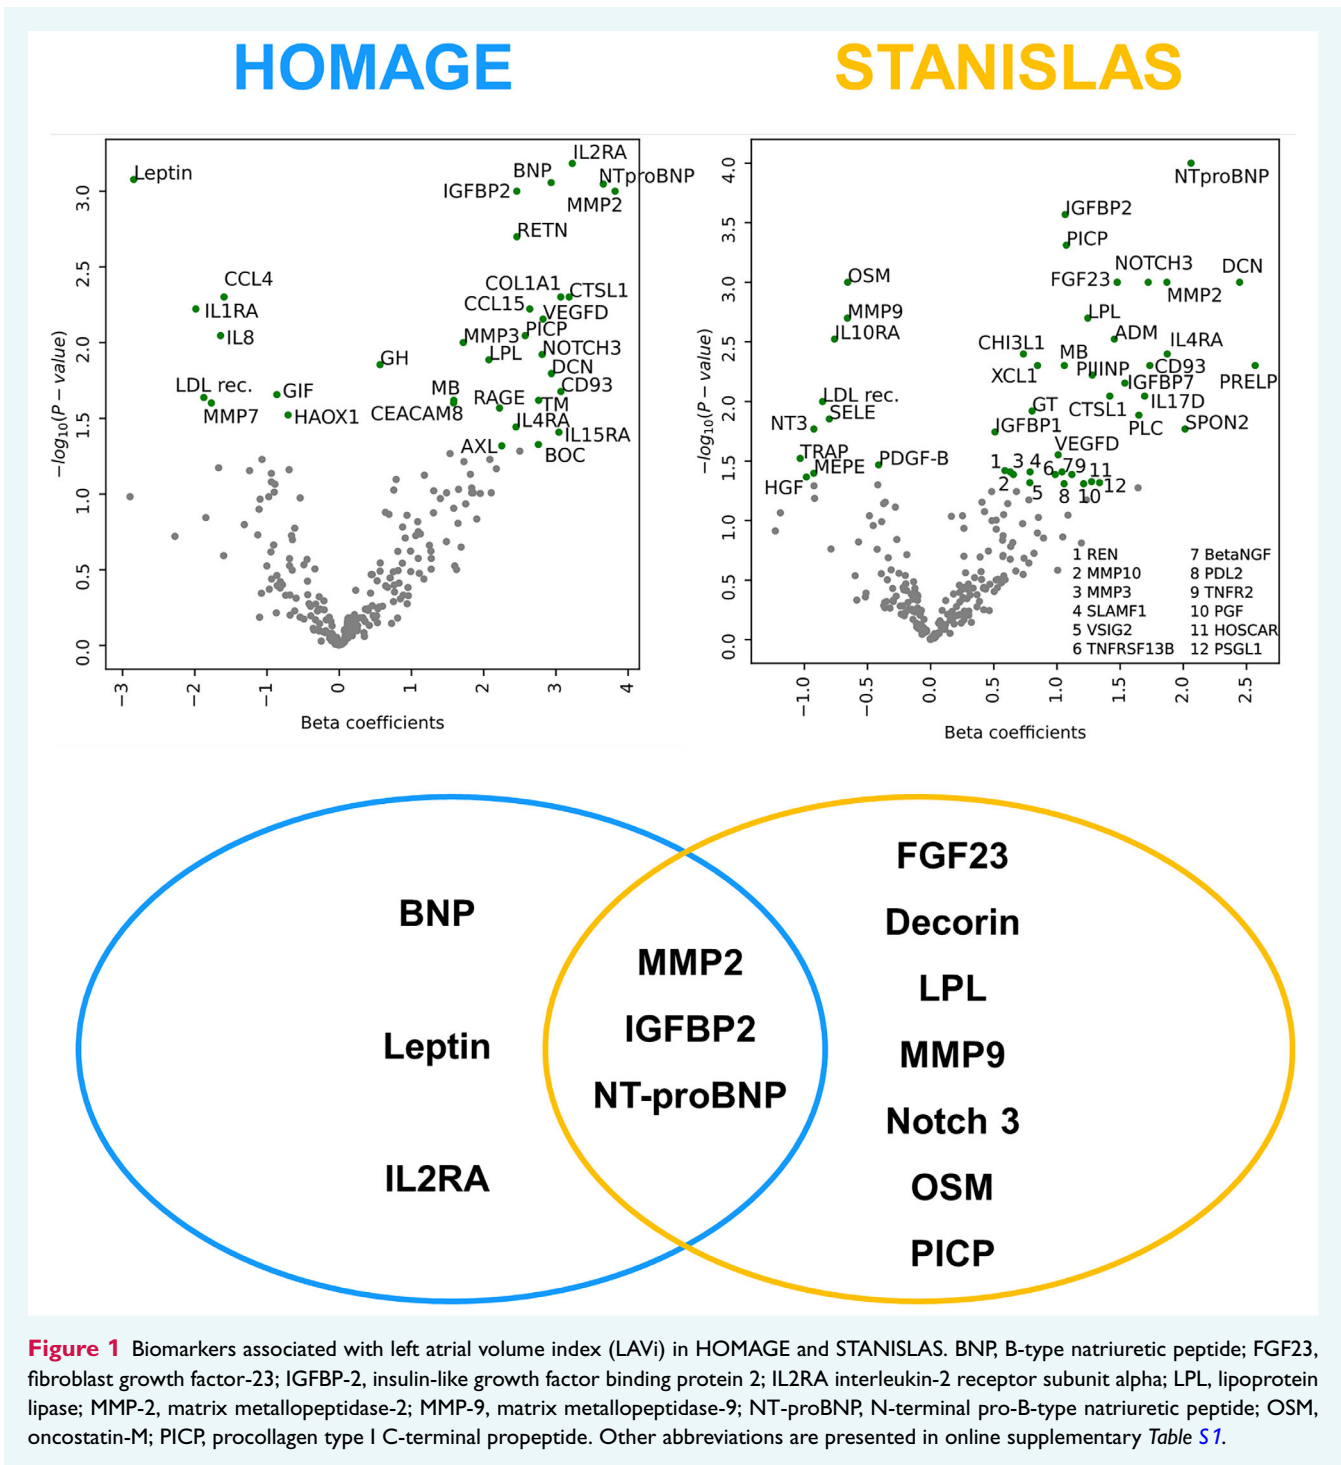 HOMAGE
STANISLAS
Leptin
IL2RA
BNP
NTproBNP
IGFBP2
MMP2
RETN
CCL4
IL1RA
IL8
COL1A1
CTSL1
CCL15
VEGFD
PICP
MMP3
NOTCH3
LPL
GH
DCN
CD93
LDL rec.
GIF
MB
RAGE
TM
MMP7
HAOX1
CEACAM8
IL4RA
IL15RA
AXL
BOC
3.0
2.5
2.0
1.5
1.0
0.5
0.0
−log10(P − value)
−3
−2
−1
0
1
2
3
4
Beta coefficients
NTproBNP
IGFBP2
PICP
OSM
FGF23
NOTCH3
DCN
MMP2
MMP9
LPL
IL10RA
ADM
IL4RA
CHI3L1
MB
XCL1
PIIINP
CD93
PRELP
IGFBP7
LDL rec.
GT
CTSL1
IL17D
SELE
NT3
IGFBP1
PLC
SPON2
VEGFD
TRAP
PDGF-B
MEPE
HGF
1
2
3
4
5
6
7
8
9
10
11
12
1 REN
2 MMP10
3 MMP3
4 SLAMF1
5 VSIG2
6 TNFRSF13B
7 BetaNGF
8 PDL2
9 TNFR2
10 PGF
11 HOSCAR
12 PSGL1
4.0
3.5
3.0
2.5
2.0
1.5
1.0
0.5
0.0
−log10(P − value)
−1.0
−0.5
0.0
0.5
1.0
1.5
2.0
2.5
Beta coefficients
BNP
Leptin
IL2RA
MMP2
IGFBP2
NT-proBNP
FGF23
Decorin
LPL
MMP9
Notch 3
OSM
PICP
Figure 1 Biomarkers associated with left atrial volume index (LAVi) in HOMAGE and STANISLAS. BNP, B-type natriuretic peptide; FGF23,
fibroblast growth factor-23; IGFBP-2, insulin-like growth factor binding protein 2; IL2RA interleukin-2 receptor subunit alpha; LPL, lipoprotein
lipase; MMP-2, matrix metallopeptidase-2; MMP-9, matrix metallopeptidase-9; NT-proBNP, N-terminal pro-B-type natriuretic peptide; OSM,
oncostatin-M; PICP, procollagen type I C-terminal propeptide. Other abbreviations are presented in online supplementary Table S1.